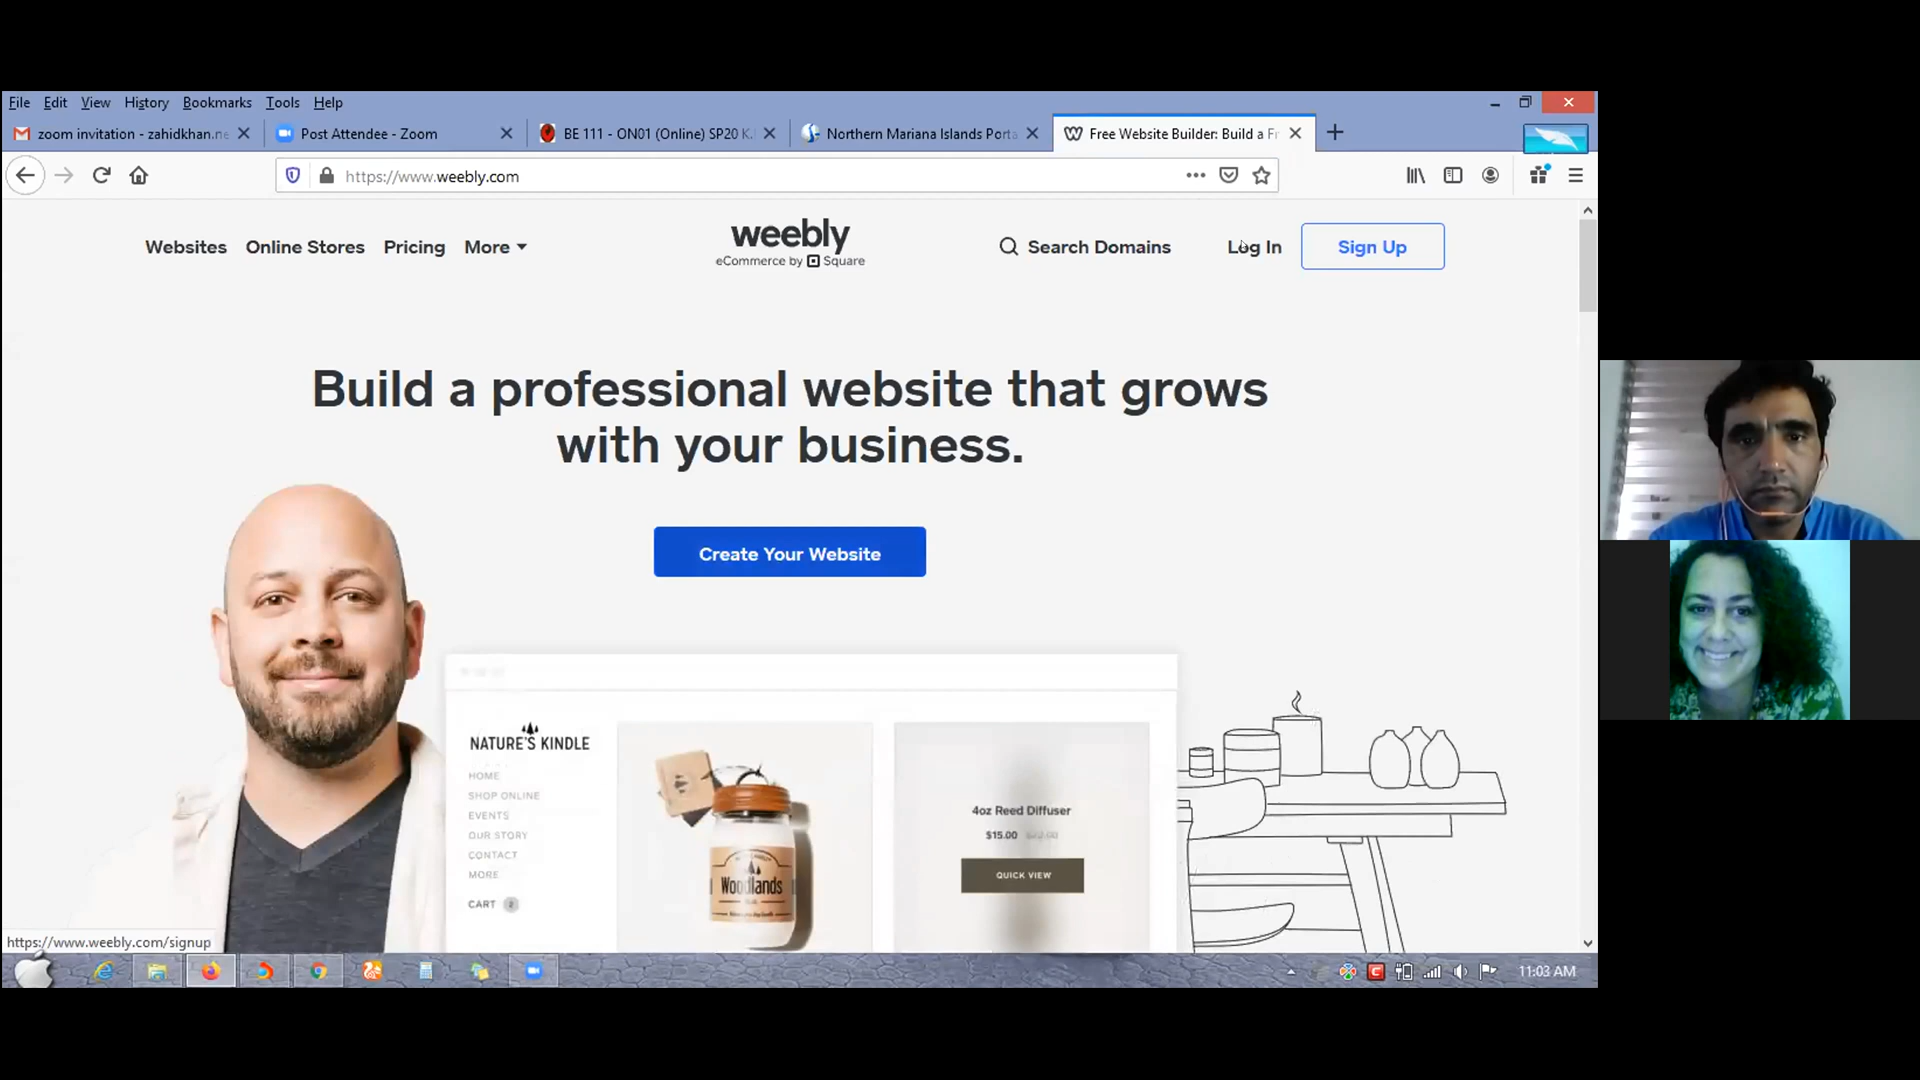 File Edit View History Bookmarks Tools Help
zoom invitation - zahidkhan.ne
Post Attendee - Zoom
BE 111 - ON01 (Online) SP20 K.
Northern Mariana Islands Porta
Free Website Builder: Build a Fr
https://www.weebly.com
Websites Online Stores Pricing More
weebly
eCommerce by Square
Search Domains Log In Sign Up
Build a professional website that grows
with your business.
Create Your Website
NATURE'S KINDLE
HOME
SHOP ONLINE
EVENTS
OUR STORY
CONTACT
MORE
CART 2
Woodlands
4oz Reed Diffuser
$15.00
QUICK VIEW
https://www.weebly.com/signup
11:03 AM